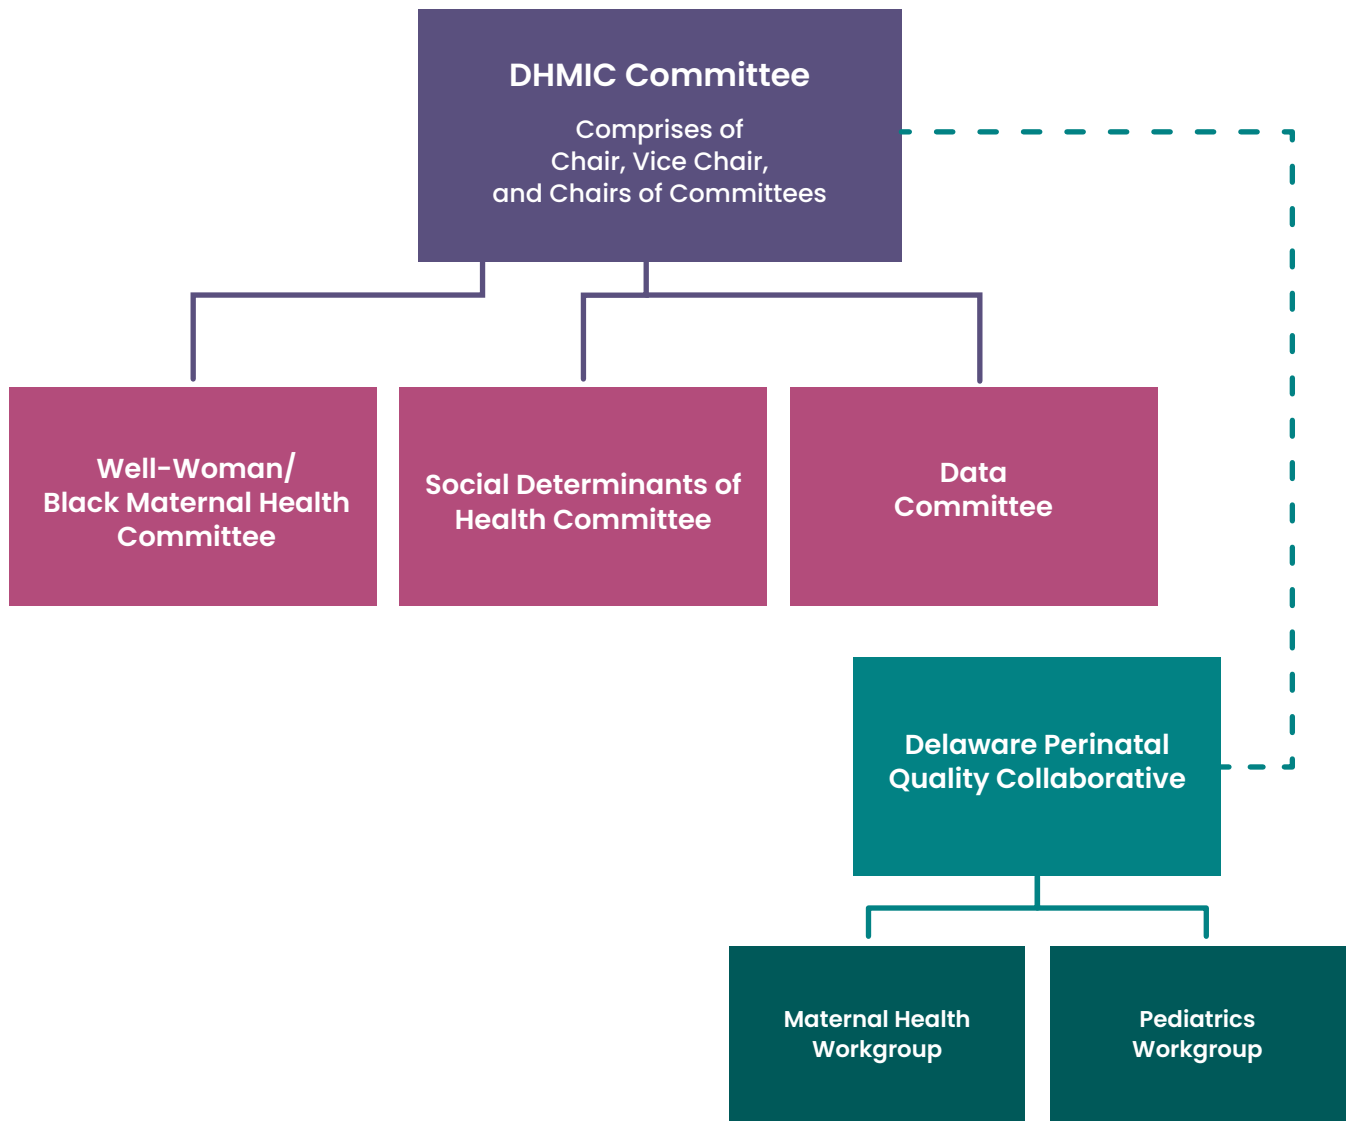 DHMIC Committee
Comprises of
Chair, Vice Chair,
and Chairs of Committees
Well-Woman/
Black Maternal Health
Committee
Social Determinants of
Health Committee
Data
Committee
Delaware Perinatal
Quality Collaborative
Maternal Health
Workgroup
Pediatrics
Workgroup